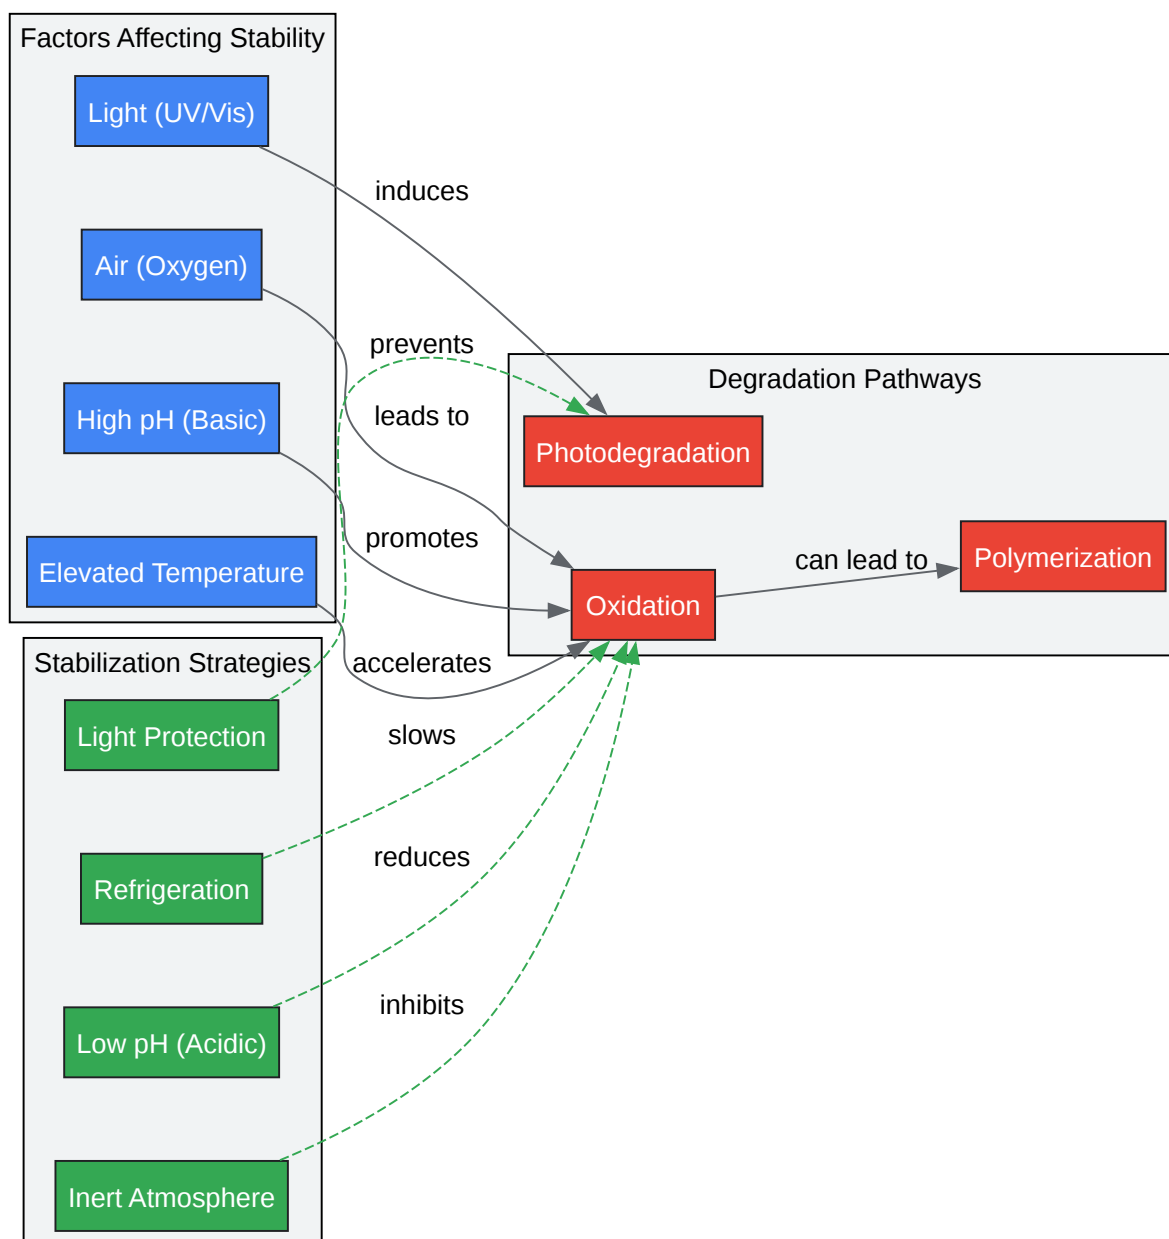 Factors Affecting Stability
Light (UV/Vis)
induces
Air (Oxygen)
prevents
Degradation Pathways
leads to
High pH (Basic)
Photodegradation
promotes
can lead to
Polymerization
Elevated Temperature
Oxidation
Stabilization Strategies
accelerates
Light Protection
slows
reduces
Refrigeration
inhibits
Low pH (Acidic)
Inert Atmosphere